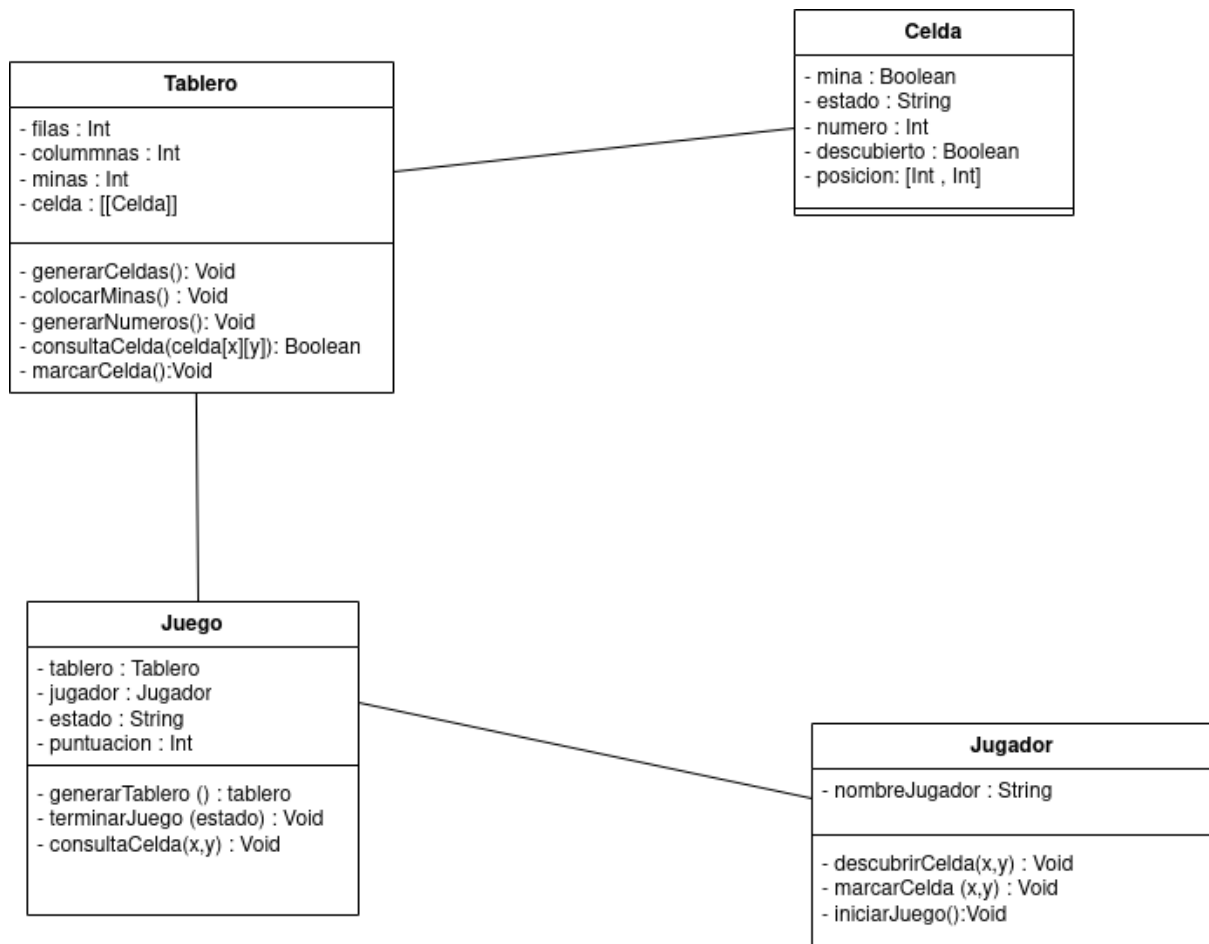 Tablero
- filas : Int
- colummnas : Int
- minas : Int
- celda : [[Celda]]
- generarCeldas(): Void
- colocarMinas() : Void
- generarNumeros(): Void
- consultaCelda(celda[x][y]): Boolean
- marcarCelda():Void
Celda
- mina : Boolean
- estado : String
- numero : Int
- descubierto : Boolean
- posicion: [Int , Int]
Juego
- tablero : Tablero
- jugador : Jugador
- estado : String
- puntuacion : Int
- generarTablero () : tablero
- terminarJuego (estado) : Void
- consultaCelda(x,y) : Void
Jugador
- nombreJugador : String
- descubrirCelda(x,y) : Void
- marcarCelda (x,y) : Void
- iniciarJuego():Void